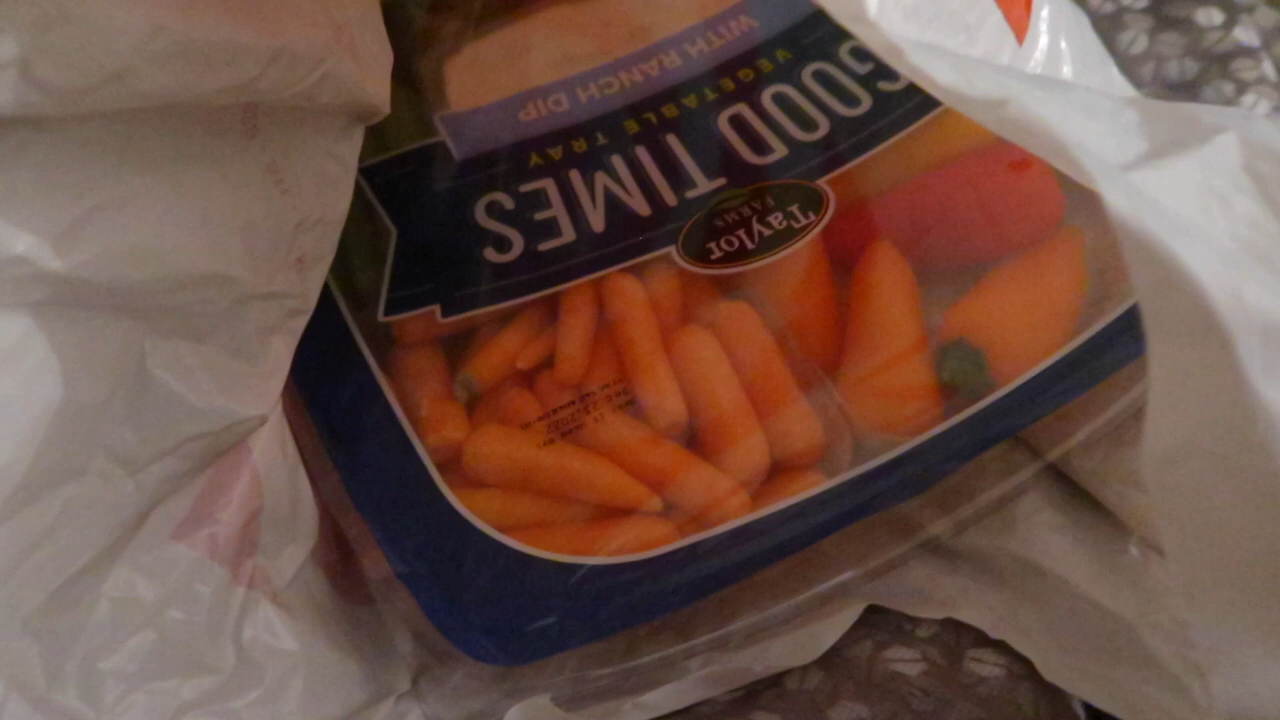 Taylor
FARMS
GOOD TIMES
VEGETABLE TRAY
WITH RANCH DIP